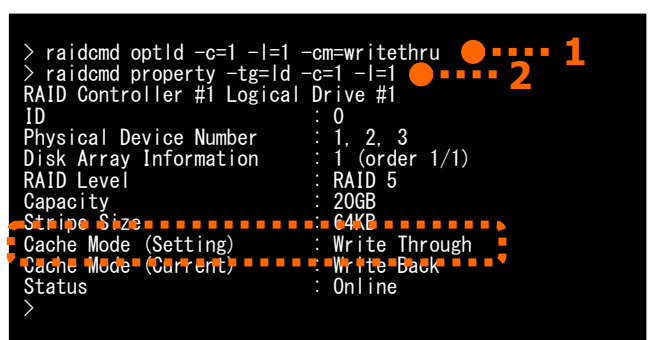 > raidcmd optld -c=1 -l=1 -cm=writethru 1
> raidcmd property -tg=ld -c=1 -l=1 2
RAID Controller #1 Logical Drive #1
ID : 0
Physical Device Number : 1, 2, 3
Disk Array Information : 1 (order 1/1)
RAID Level : RAID 5
Capacity : 20GB
Stripe Size : 64KB
Cache Mode (Setting) : Write Through
Cache Mode (Current) : Write Back
Status : Online
>